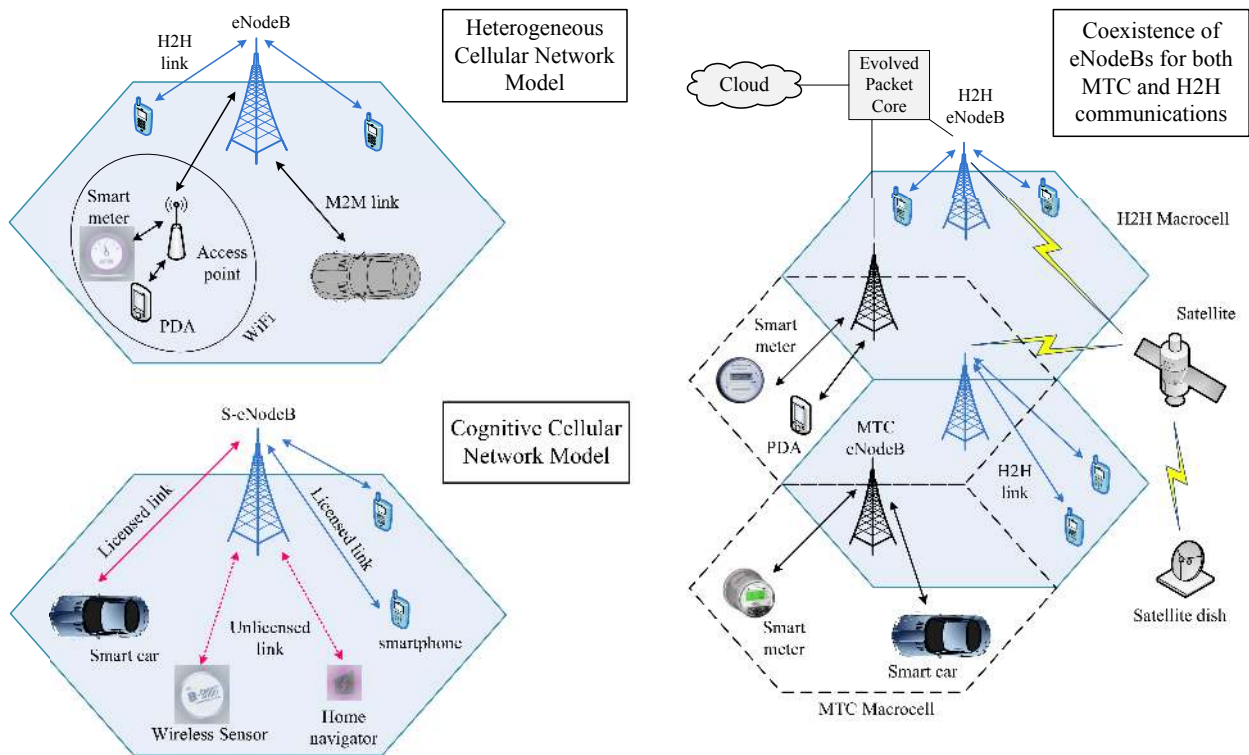 eNodeB
H2H
link
Heterogeneous
Cellular Network
Model
Smart
meter
Access
point
PDA
WiFi
M2M link
S-eNodeB
Cognitive Cellular
Network Model
Licensed link
Licensed link
Unlicensed
link
Smart car
smartphone
Wireless Sensor
Home
navigator
Coexistence of
eNodeBs for both
MTC and H2H
communications
Cloud
Evolved
Packet
Core
H2H
eNodeB
H2H Macrocell
Smart
meter
PDA
Satellite
MTC
eNodeB
H2H
link
Smart
meter
Smart car
Satellite dish
MTC Macrocell